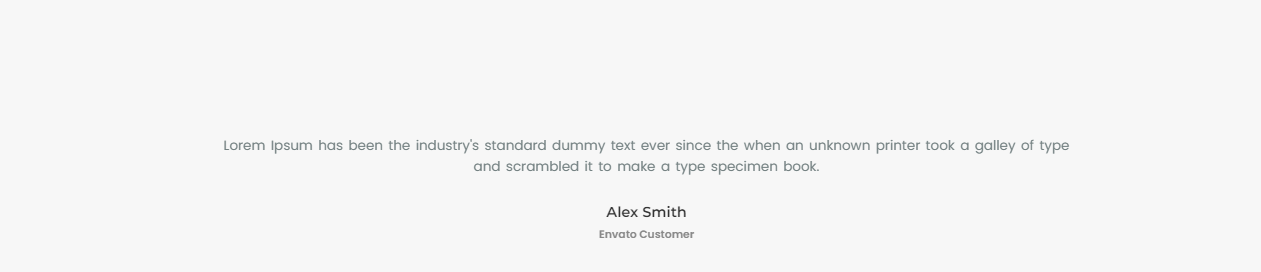 Lorem Ipsum has been the industry's standard dummy text ever since the when an unknown printer took a galley of type
and scrambled it to make a type specimen book.
Alex Smith
Envato Customer